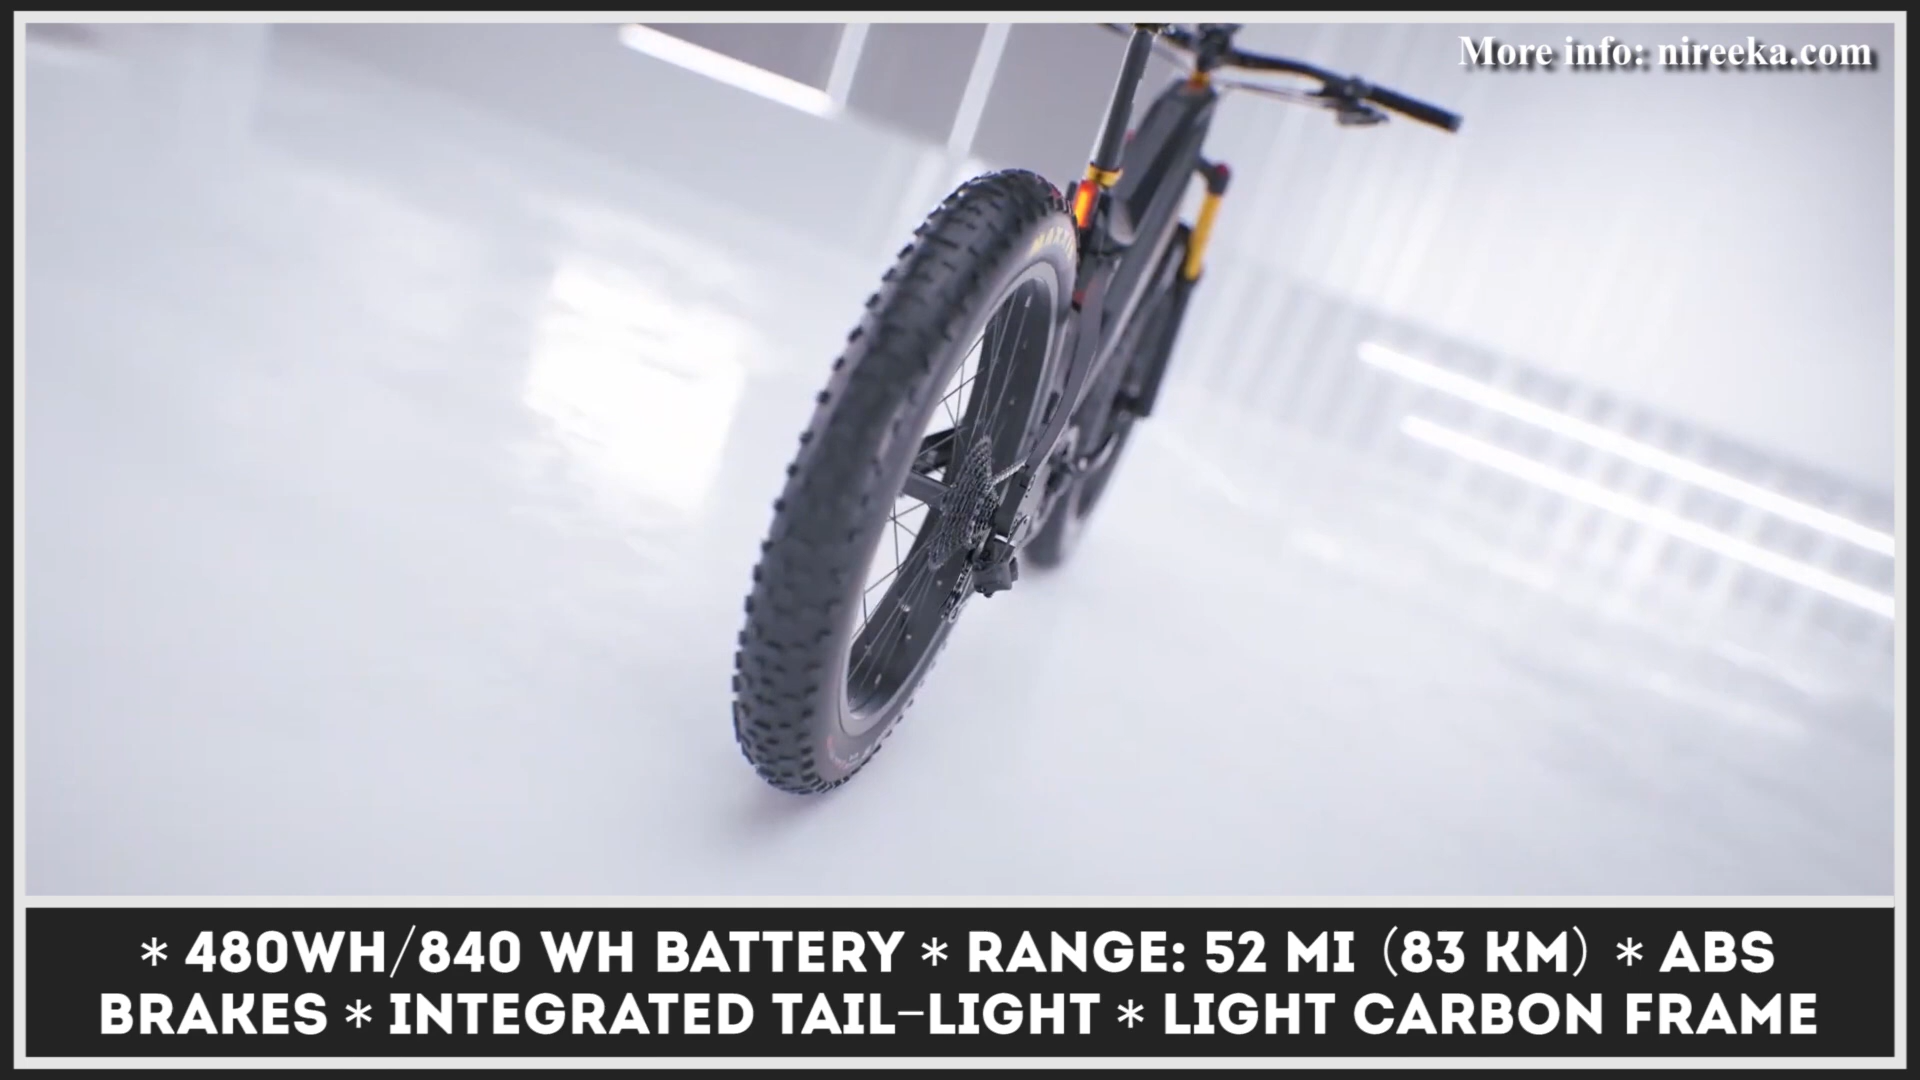 More info: nireeka.com
MAXXIS
* 480WH/840 WH BATTERY * RANGE: 52 MI (83 KM) * ABS
BRAKES * INTEGRATED TAIL-LIGHT * LIGHT CARBON FRAME